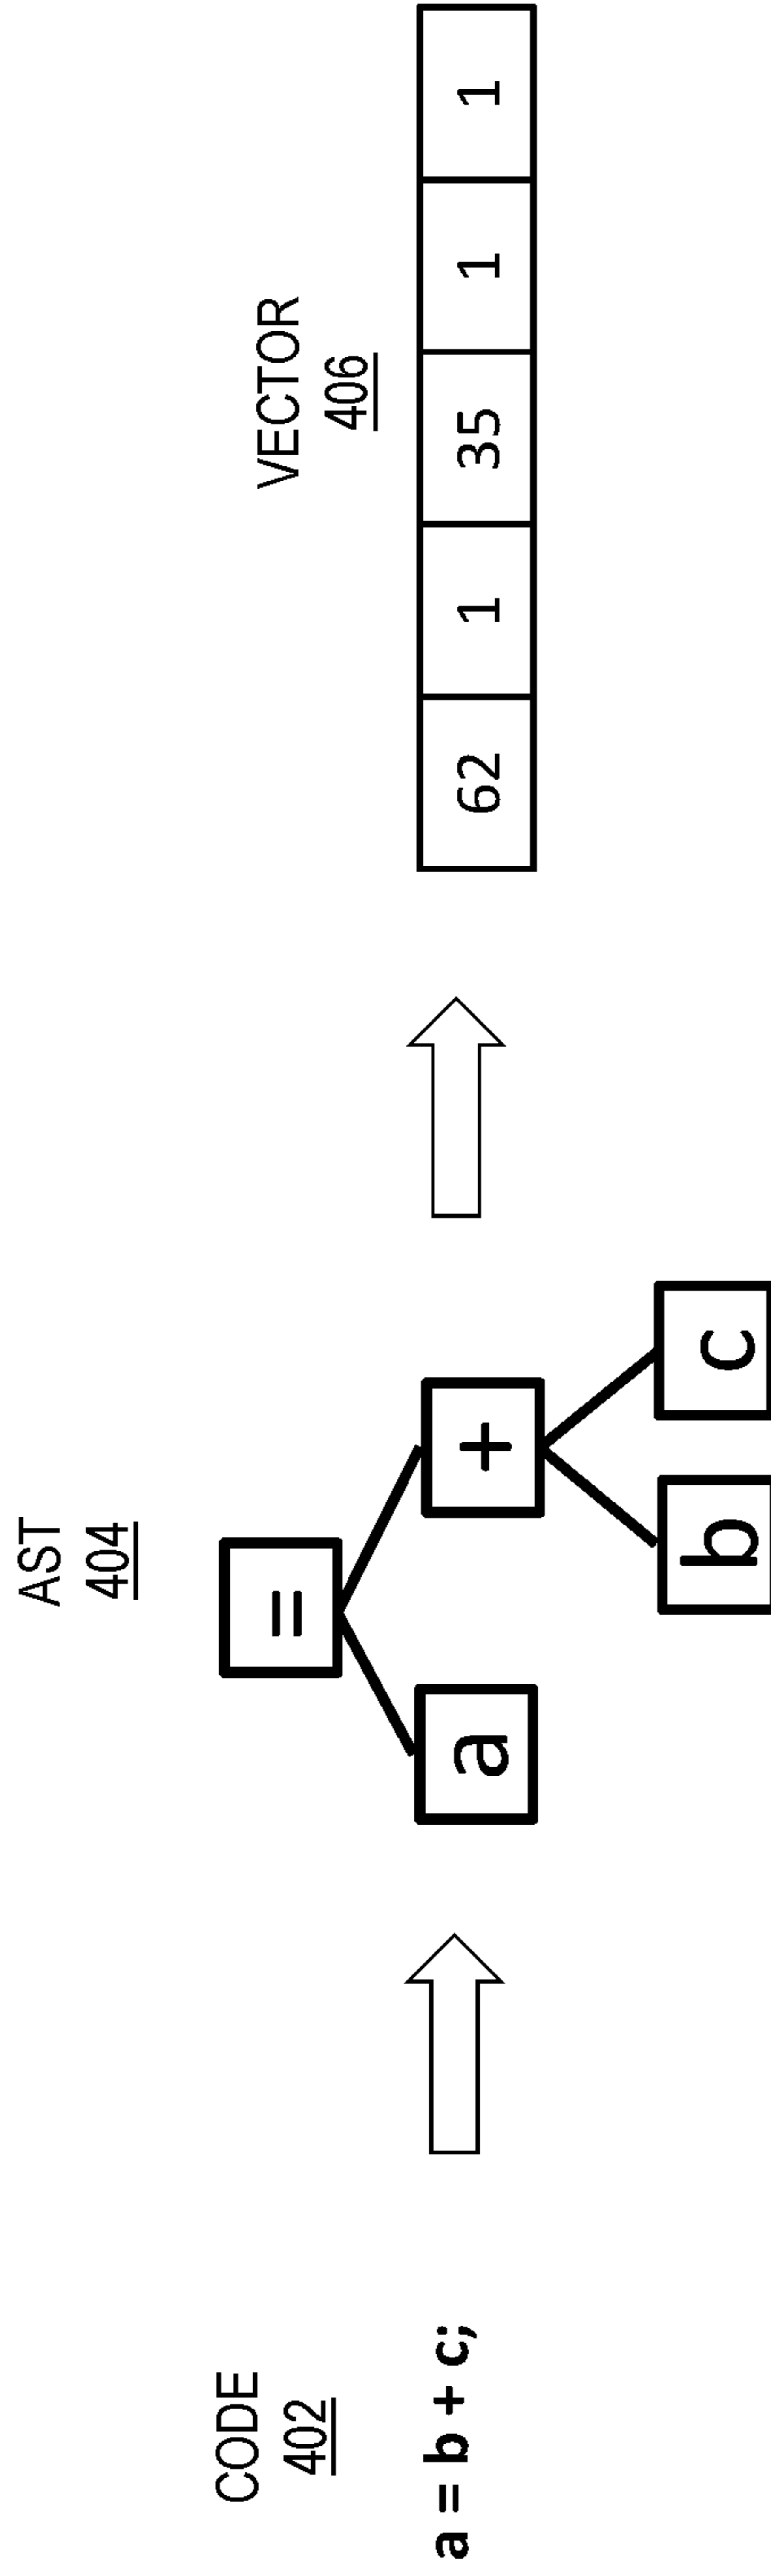 CODE
402
a = b + c;
AST
404
=
a
+
b
c
VECTOR
406
62 1 35 1 1